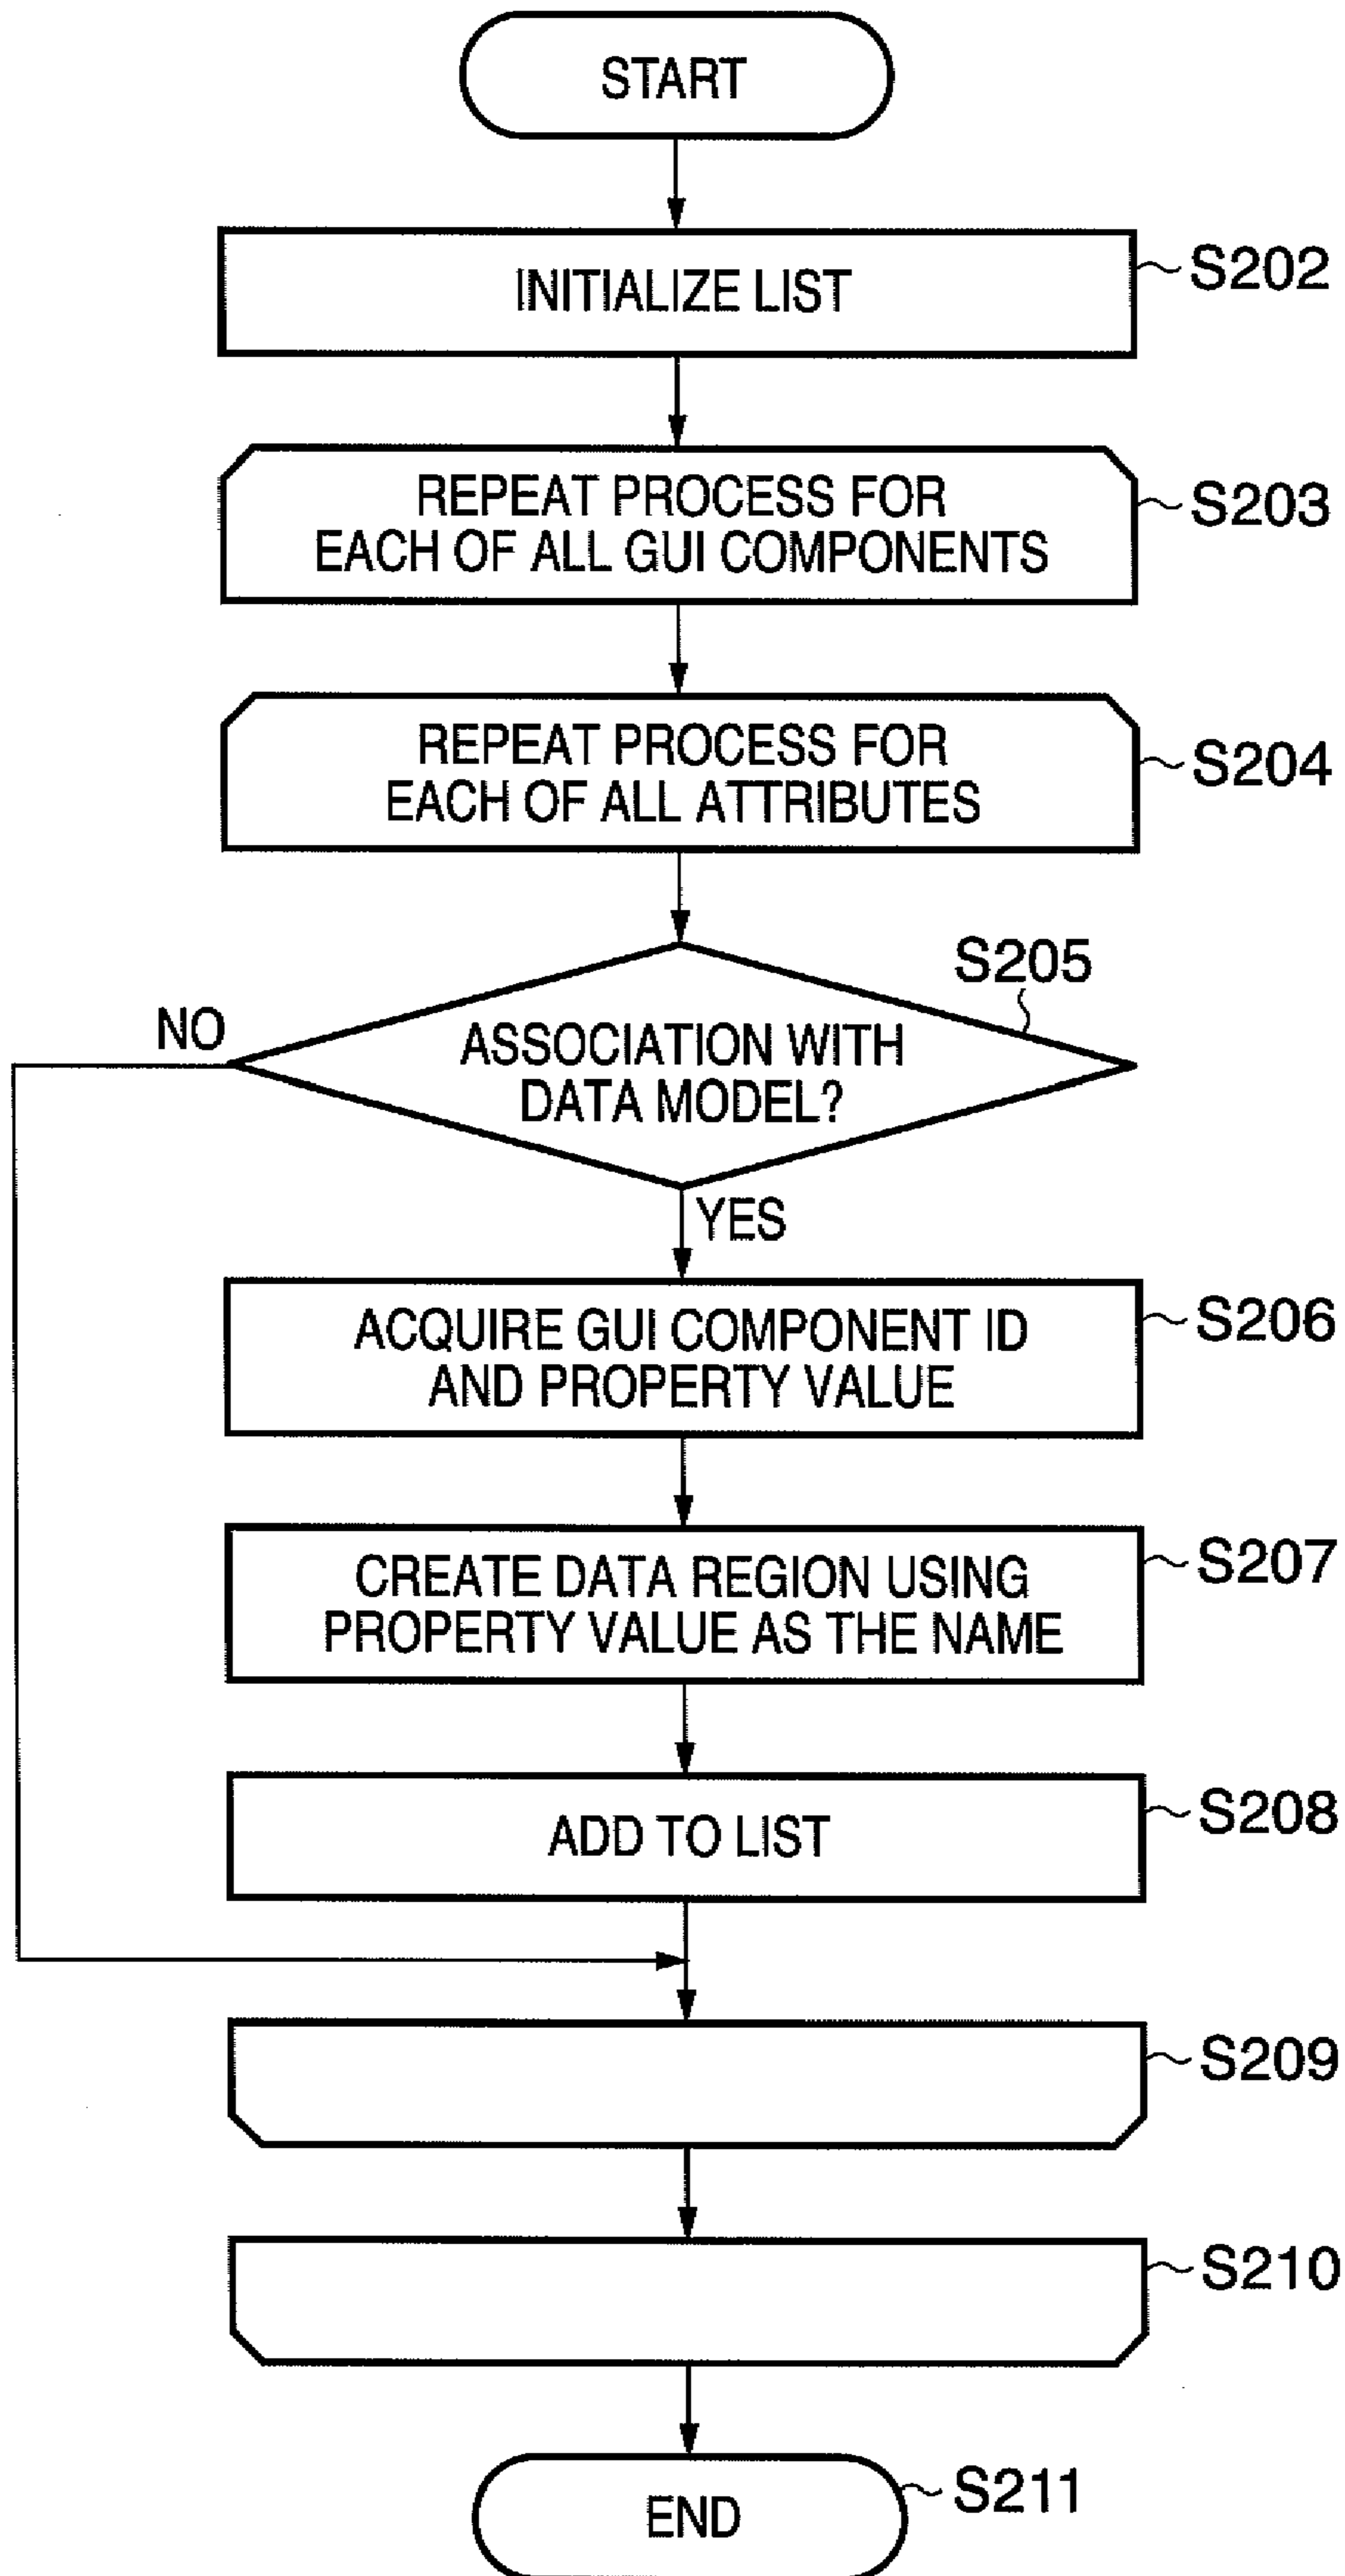 START
INITIALIZE LIST
S202
REPEAT PROCESS FOR
EACH OF ALL GUI COMPONENTS
S203
REPEAT PROCESS FOR
EACH OF ALL ATTRIBUTES
S204
S205
NO
ASSOCIATION WITH
DATA MODEL?
YES
ACQUIRE GUI COMPONENT ID
AND PROPERTY VALUE
S206
CREATE DATA REGION USING
PROPERTY VALUE AS THE NAME
S207
ADD TO LIST
S208
S209
S210
END
S211